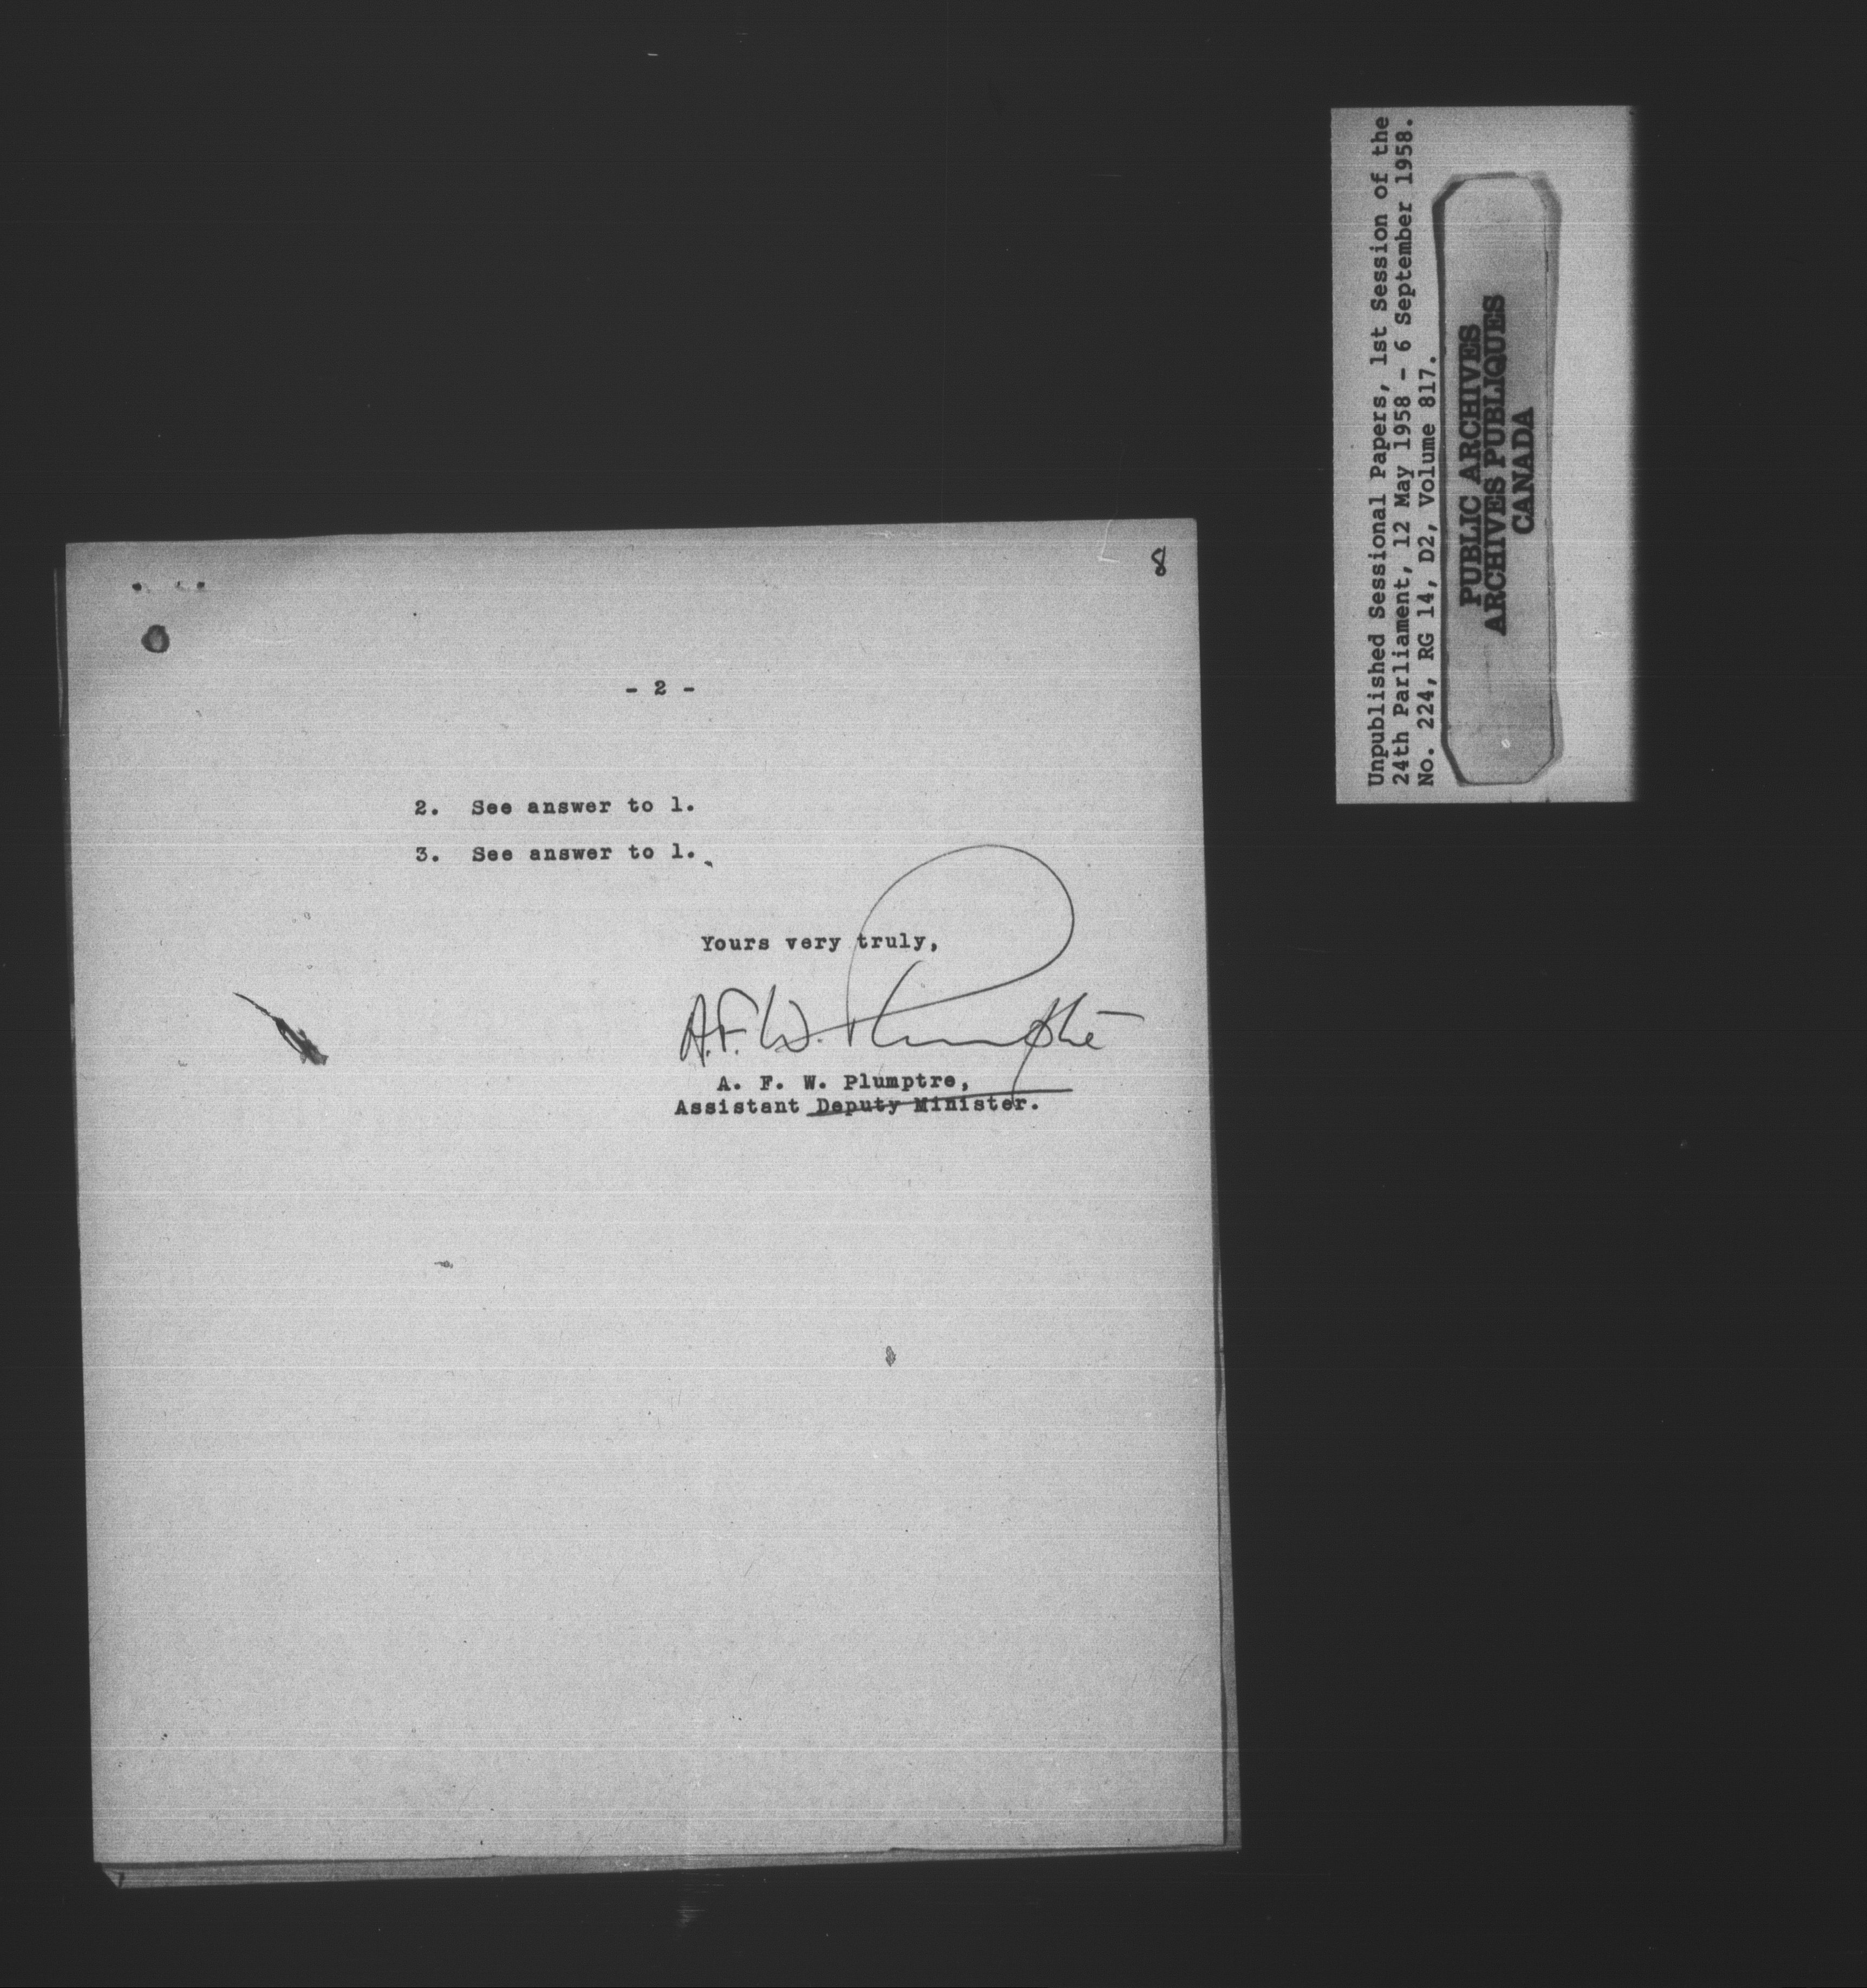 8
- 2 -
2. See answer to 1.
3. See answer to 1.
Yours very truly,
A.F.W. Plumptre
A. F. W. Plumptre,
Assistant Deputy Minister.
Unpublished Sessional Papers, 1st Session of the
24th Parliament, 12 May 1958 - 6 September 1958.
No. 224, RG 14, D2, Volume 817.
PUBLIC ARCHIVES
ARCHIVES PUBLIQUES
CANADA